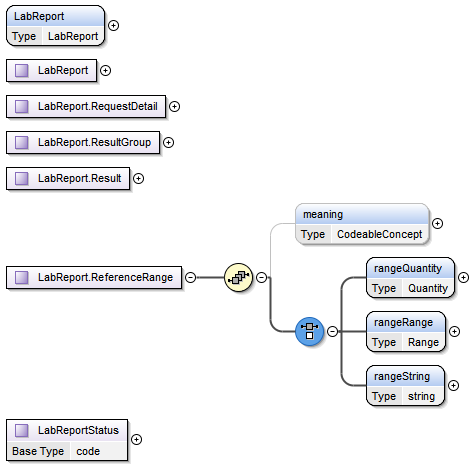 LabReport
Type LabReport
LabReport
LabReport.RequestDetail
LabReport.ResultGroup
LabReport.Result
meaning
Type CodeableConcept
LabReport.ReferenceRange
rangeQuantity
Type Quantity
rangeRange
Type Range
rangeString
Type string
LabReportStatus
Base Type code